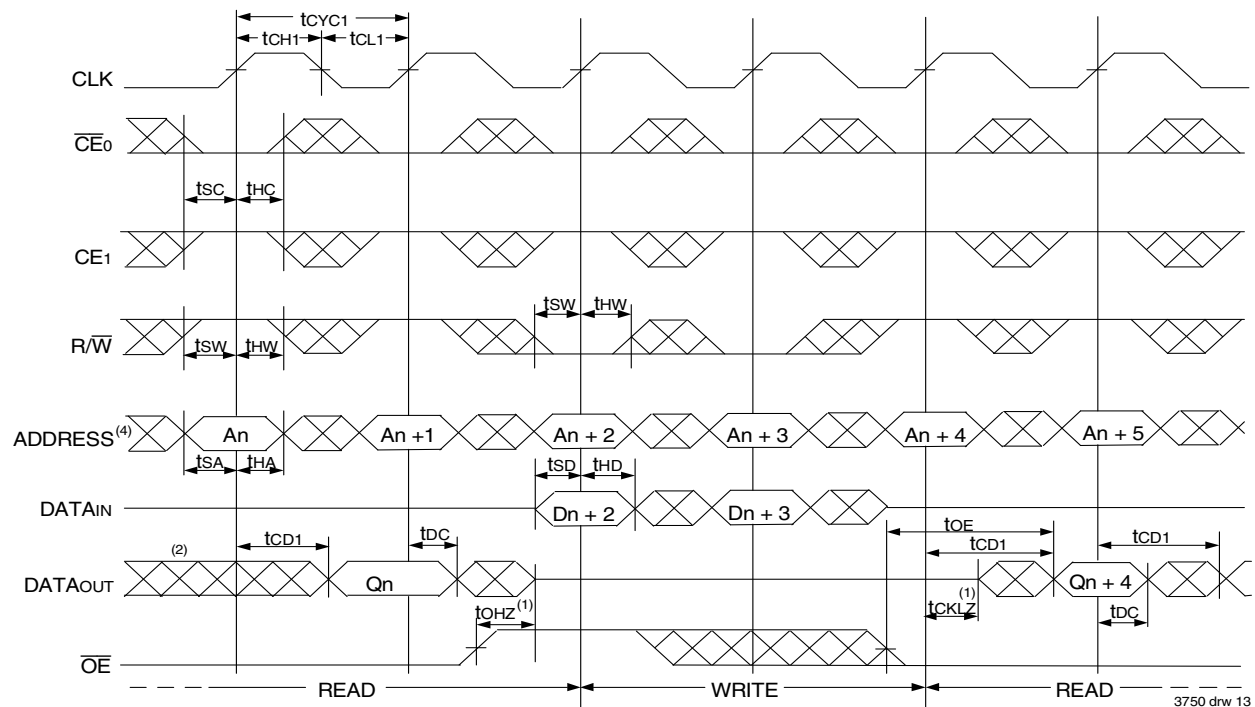 tCYC1
tCH1 tCL1
CLK
CE0
tSC tHC
CE1
tSW tHW
R/W
tSW tHW
ADDRESS(4) An An +1 An + 2 An + 3 An + 4 An + 5
tSA tHA tSD tHD
DATAIN Dn + 2 Dn + 3
(2) tCD1 tDC tOE
tCD1 tCD1
DATAOUT Qn Qn + 4
tOHZ(1) tCKLZ(1) tDC
OE
READ WRITE READ
3750 drw 13